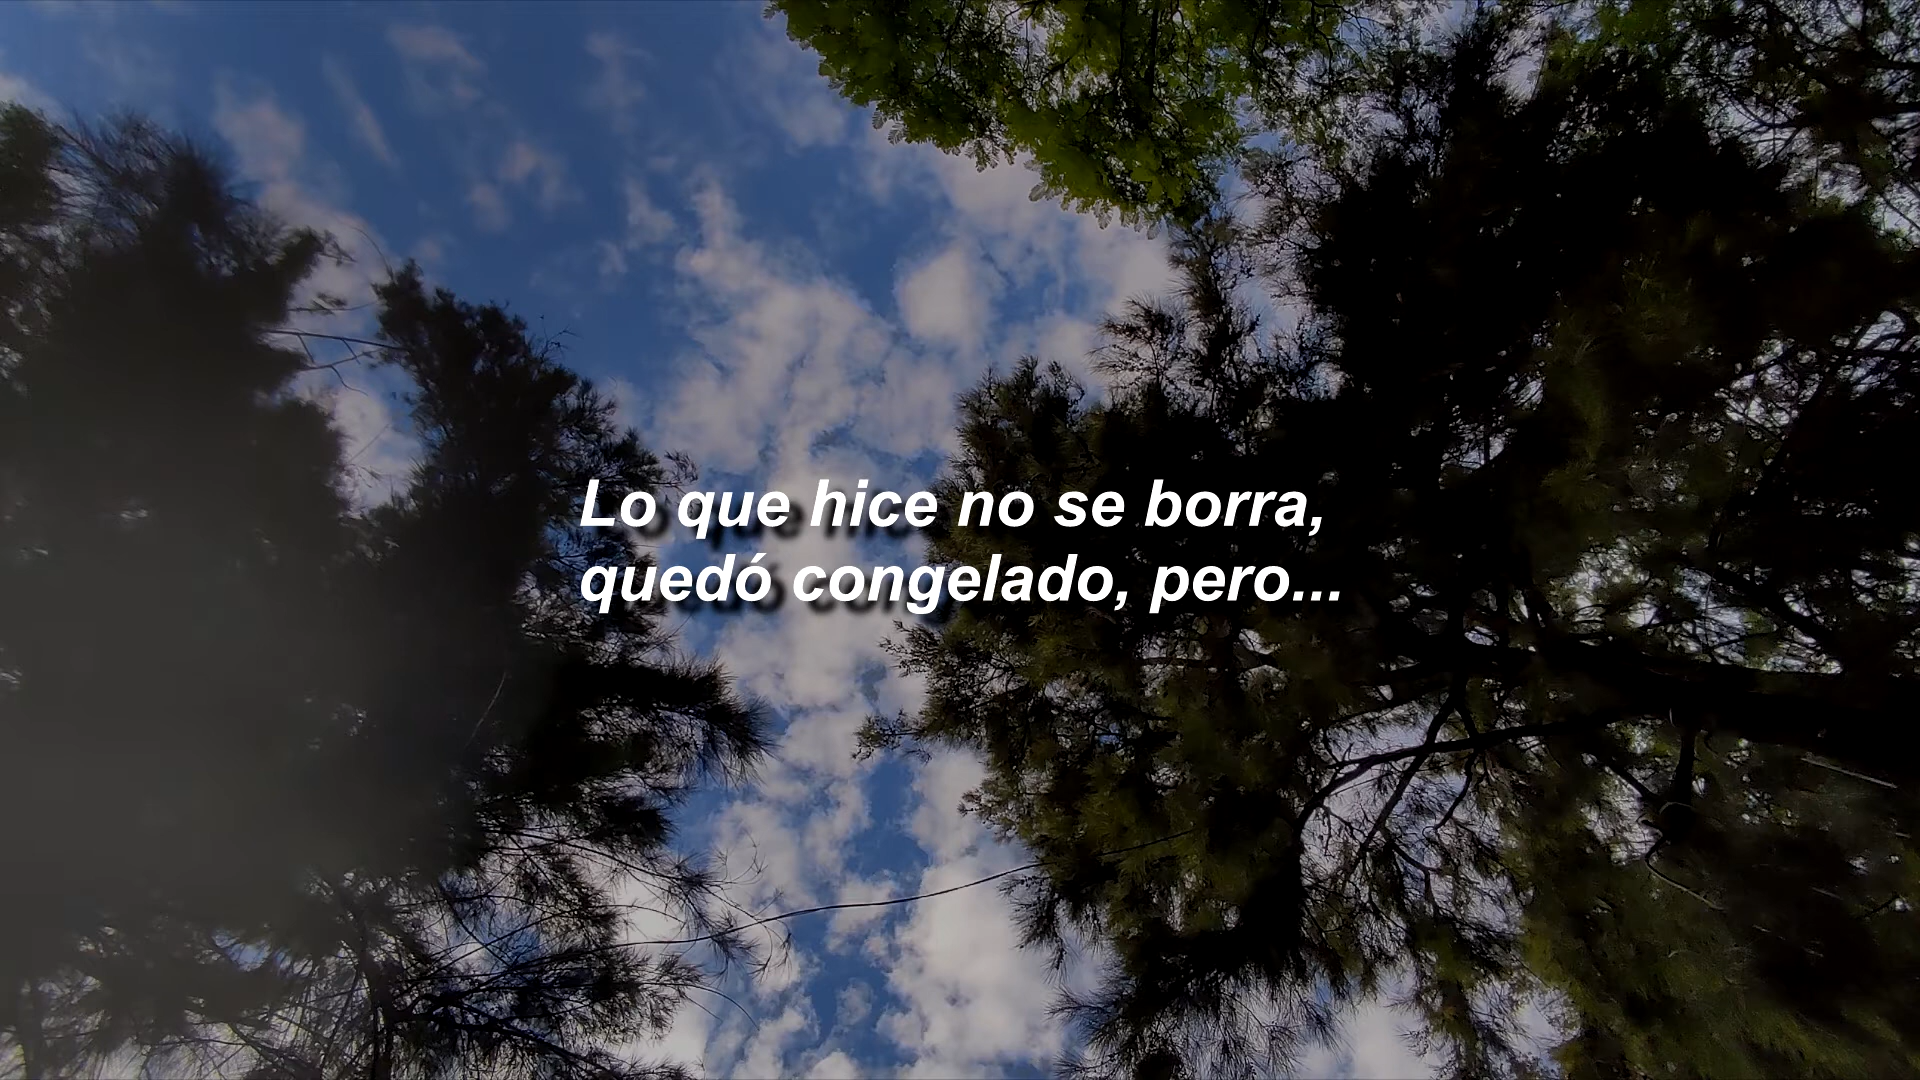 Lo que hice no se borra,
quedó congelado, pero...